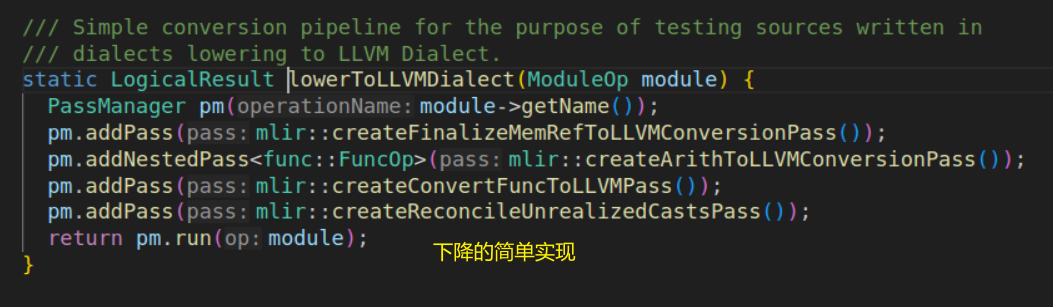 /// Simple conversion pipeline for the purpose of testing sources written in
/// dialects lowering to LLVM Dialect.
static LogicalResult lowerToLLVMDialect(ModuleOp module) {
PassManager pm(operationName: module->getName());
pm.addPass(pass: mlir::createFinalizeMemRefToLLVMConversionPass());
pm.addNestedPass<func::FuncOp>(pass: mlir::createArithToLLVMConversionPass());
pm.addPass(pass: mlir::createConvertFuncToLLVMPass());
pm.addPass(pass: mlir::createReconcileUnrealizedCastsPass());
return pm.run(op: module);
下降的简单实现
}